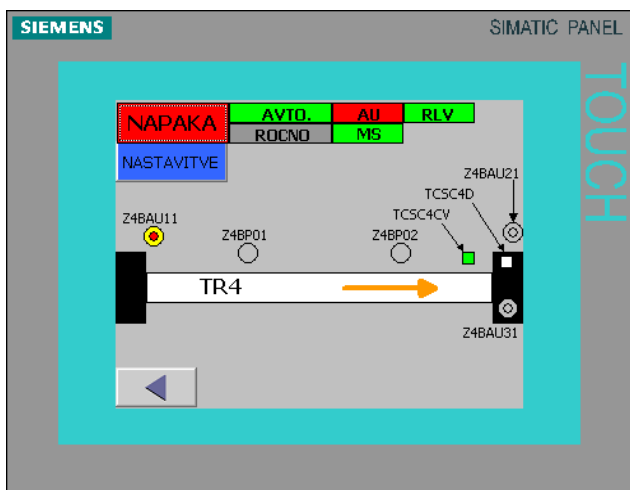 SIEMENS
SIMATIC PANEL
TOUCH
NAPAKA
AVTO.
AU
RLV
ROCNO
MS
NASTAVITVE
Z4BAU21
TCSC4D
TCSC4CV
Z4BAU11
Z4BP01
Z4BP02
TR4
Z4BAU31